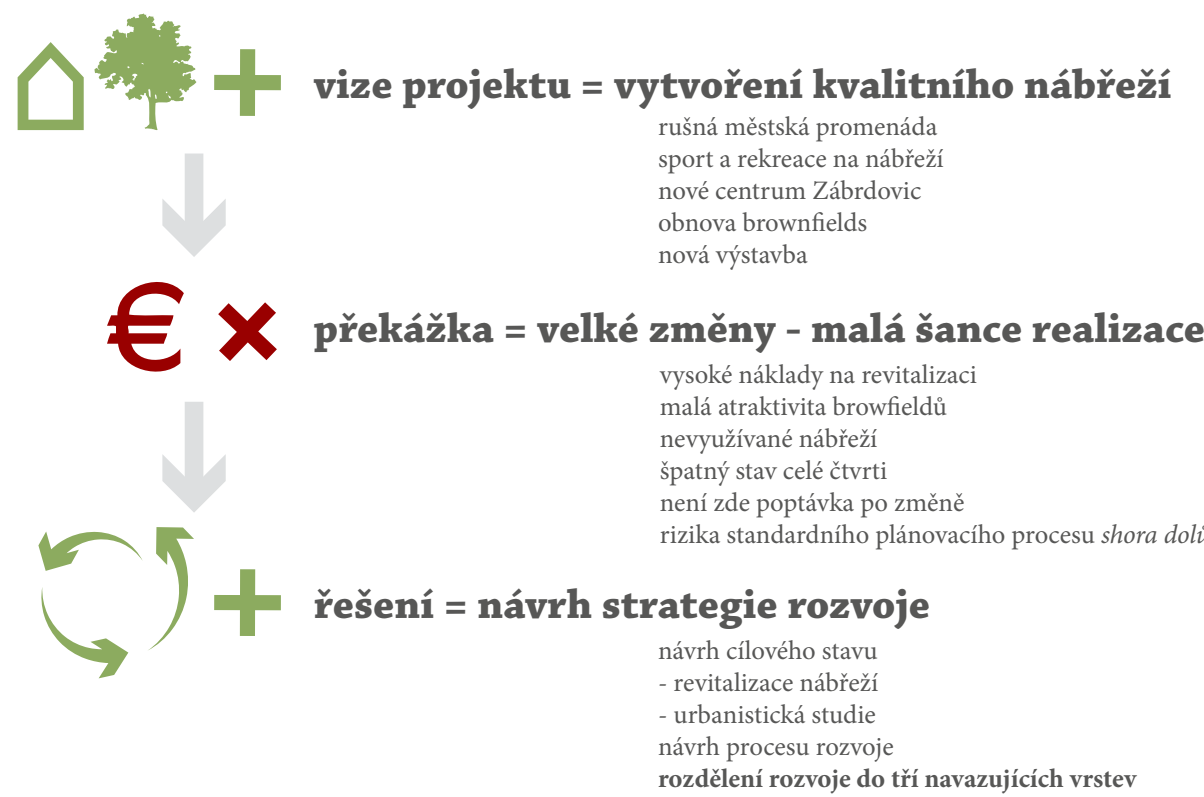 vize projektu = vytvoření kvalitního nábřeží
rušná městská promenáda
sport a rekreace na nábřeží
nové centrum Zábrdovic
obnova brownfields
nová výstavba
překážka = velké změny - malá šance realizace
vysoké náklady na revitalizaci
malá atraktivita browfieldů
nevyužívané nábřeží
špatný stav celé čtvrti
není zde poptávka po změně
rizika standardního plánovacího procesu shora dolů
řešení = návrh strategie rozvoje
návrh cílového stavu
- revitalizace nábřeží
- urbanistická studie
návrh procesu rozvoje
rozdělení rozvoje do tří navazujících vrstev